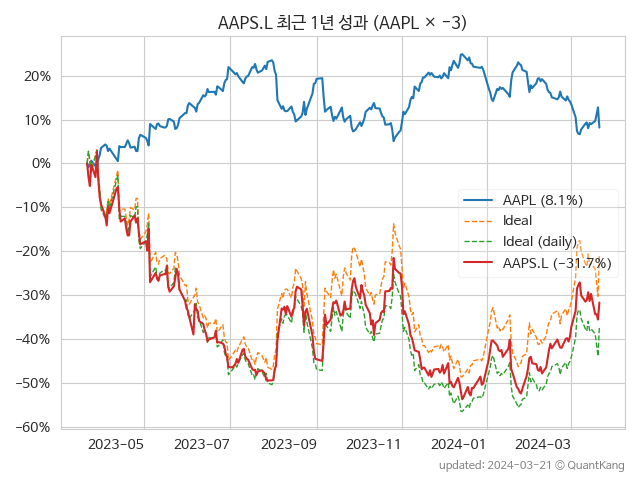 AAPS.L 최근 1년 성과 (AAPL × −3)
20%
10%
0%
−10%
−20%
−30%
−40%
−50%
−60%
AAPL (8.1%)
Ideal
Ideal (daily)
AAPS.L (−31.7%)
2023−05
2023−07
2023−09
2023−11
2024−01
2024−03
updated: 2024−03−21 © QuantKang